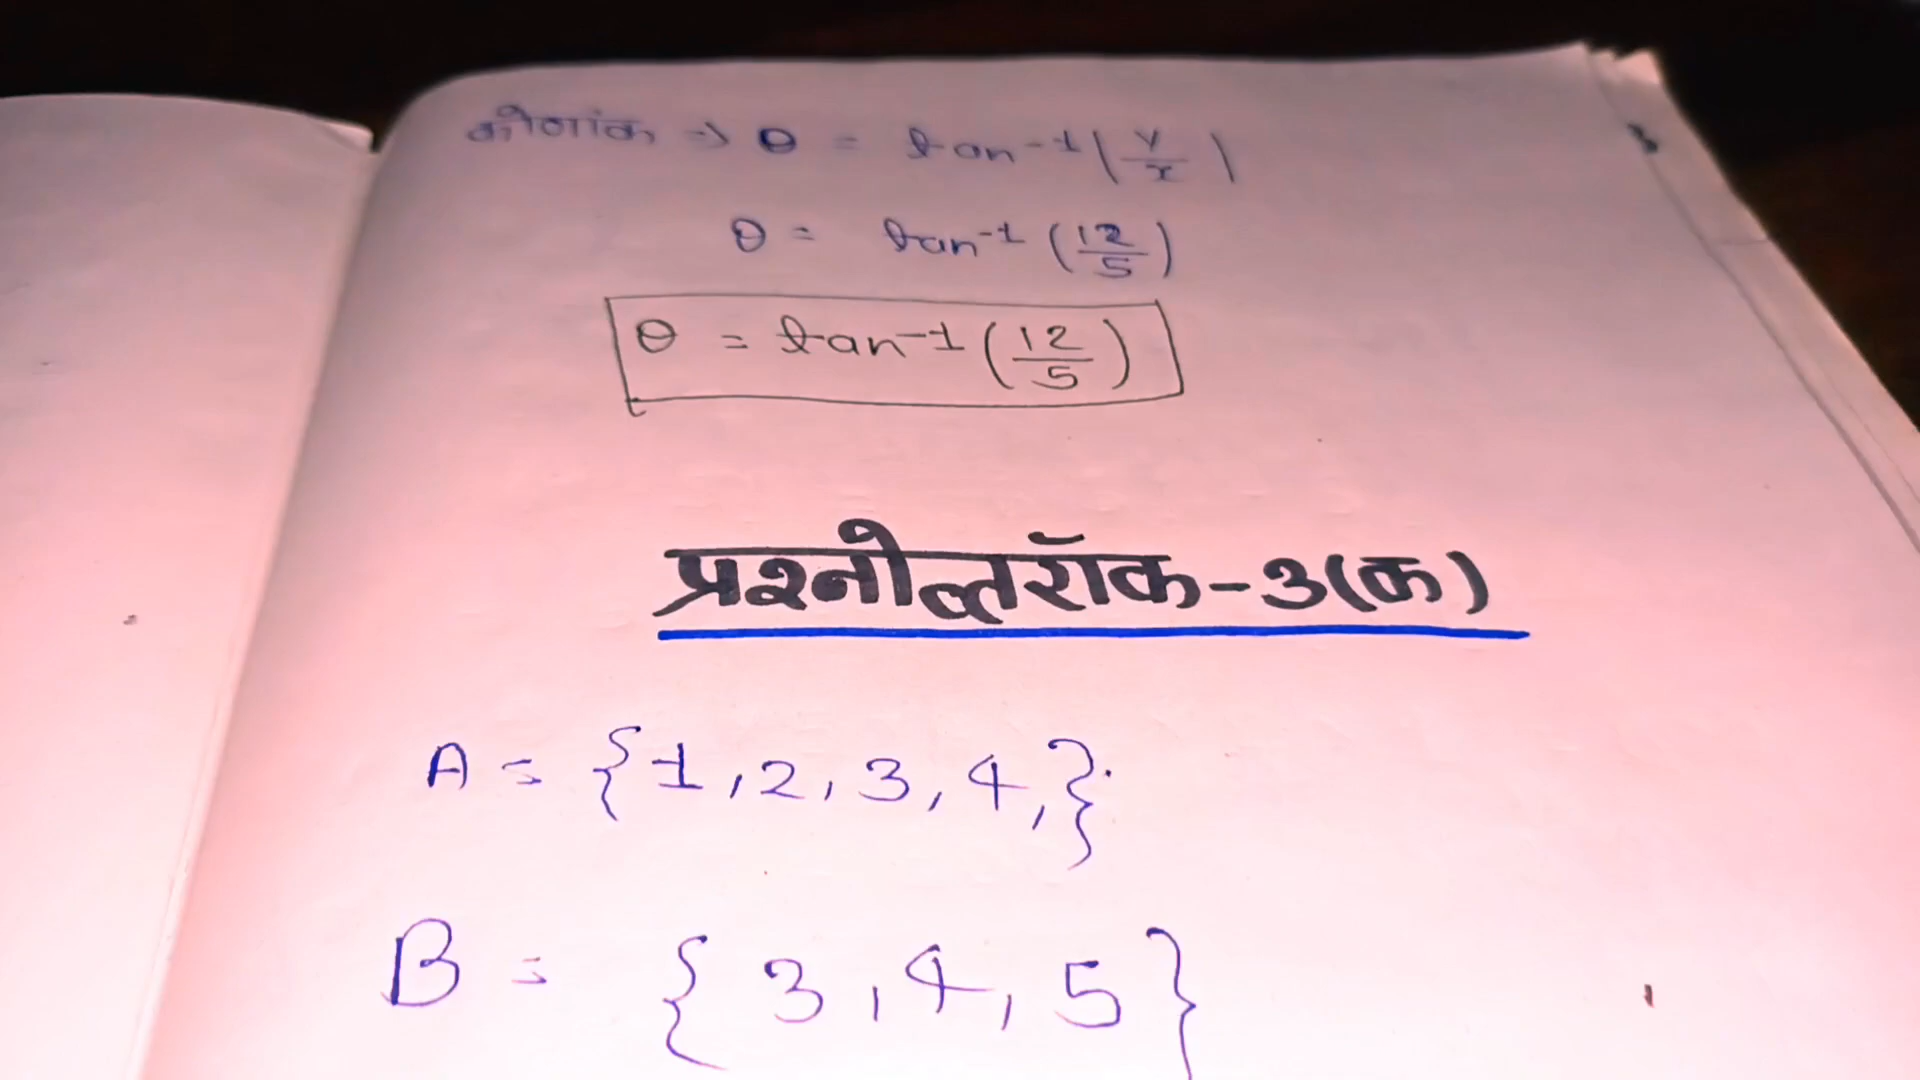 कोणांक → θ = tan⁻¹(y/x)
θ = tan⁻¹(12/5)
θ = tan⁻¹(12/5)
प्रश्नोत्तरॉक-3(क)
A = {1,2,3,4,}
B = {3,4,5}